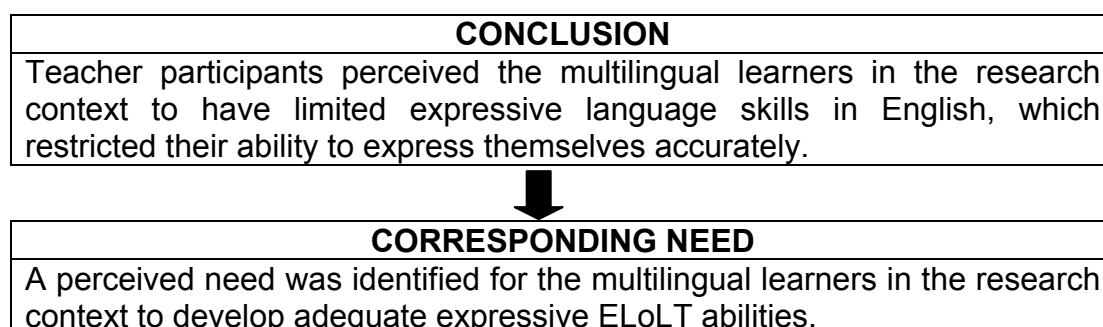 CONCLUSION
Teacher participants perceived the multilingual learners in the research
context to have limited expressive language skills in English, which
restricted their ability to express themselves accurately.
CORRESPONDING NEED
A perceived need was identified for the multilingual learners in the research
context to develop adequate expressive ELoLT abilities.